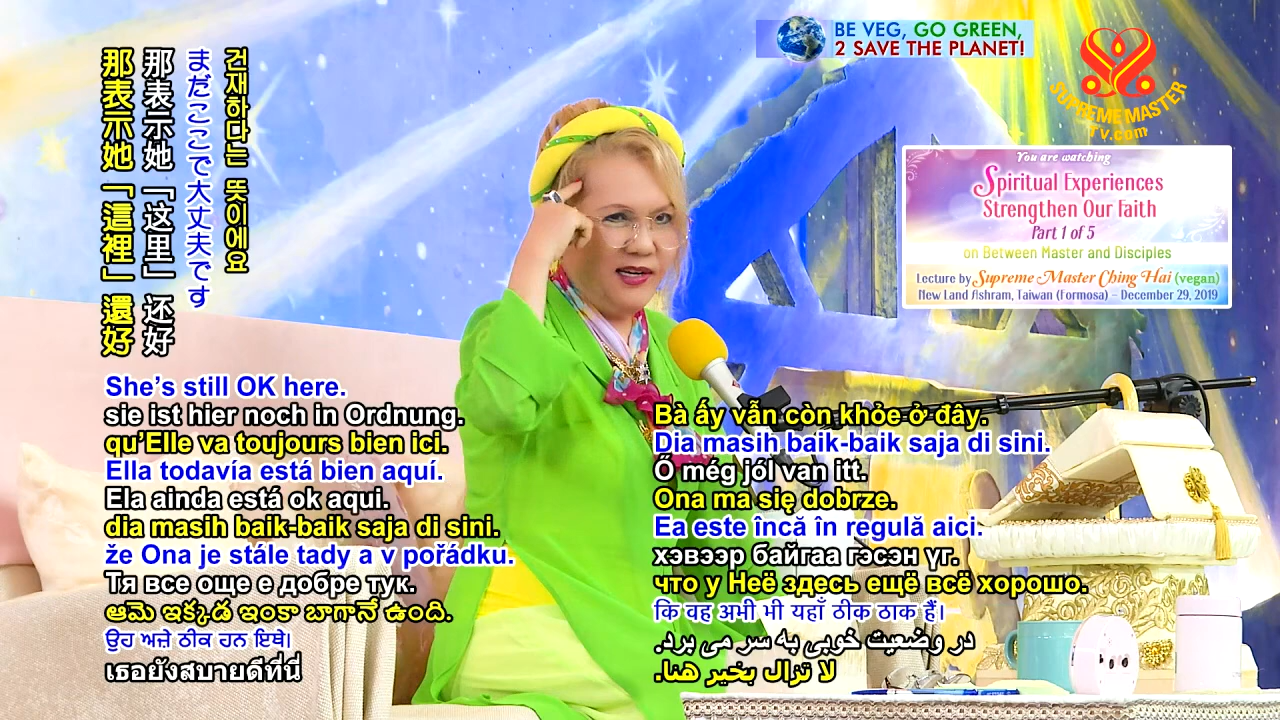 BE VEG, GO GREEN,
2 SAVE THE PLANET!
SUPREME MASTER
TV.com
You are watching
Spiritual Experiences
Strengthen Our Faith
Part 1 of 5
on Between Master and Disciples
Lecture by Supreme Master Ching Hai (vegan)
New Land Ashram, Taiwan (Formosa) – December 29, 2019
건재하다는 뜻이에요
まだここで大丈夫です
那表示她「这里」还好
那表示她「這裡」還好
She's still OK here.
sie ist hier noch in Ordnung.
qu'Elle va toujours bien ici.
Ella todavía está bien aquí.
Ela ainda está ok aqui.
dia masih baik-baik saja di sini.
že Ona je stále tady a v pořádku.
Тя все още е добре тук.
ఆమె ఇక్కడ ఇంకా బాగానే ఉంది.
ਉਹ ਅਜੇ ਠੀਕ ਹਨ ਇਥੇ।
เธอยังสบายดีที่นี่
Bà ấy vẫn còn khỏe ở đây.
Dia masih baik-baik saja di sini.
Ő még jól van itt.
Ona ma się dobrze.
Ea este încă în regulă aici.
хэвээр байгаа гэсэн үг.
что у Неё здесь ещё всё хорошо.
कि वह अभी भी यहाँ ठीक ठाक हैं।
در وضعیت خوبی به سر می برد.
لا تزال بخير هنا.